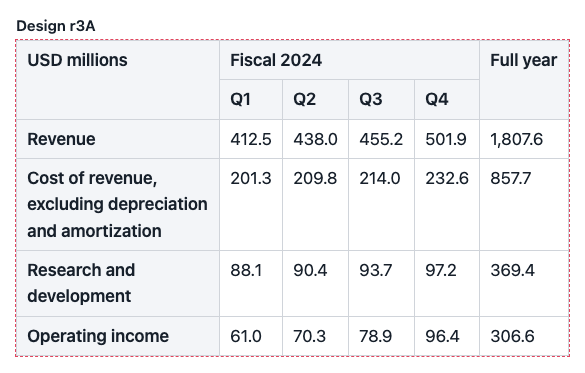 Design r3A
USD millions Fiscal 2024 Full year
Q1 Q2 Q3 Q4
Revenue 412.5 438.0 455.2 501.9 1,807.6
Cost of revenue, 201.3 209.8 214.0 232.6 857.7
excluding depreciation
and amortization
Research and 88.1 90.4 93.7 97.2 369.4
development
Operating income 61.0 70.3 78.9 96.4 306.6